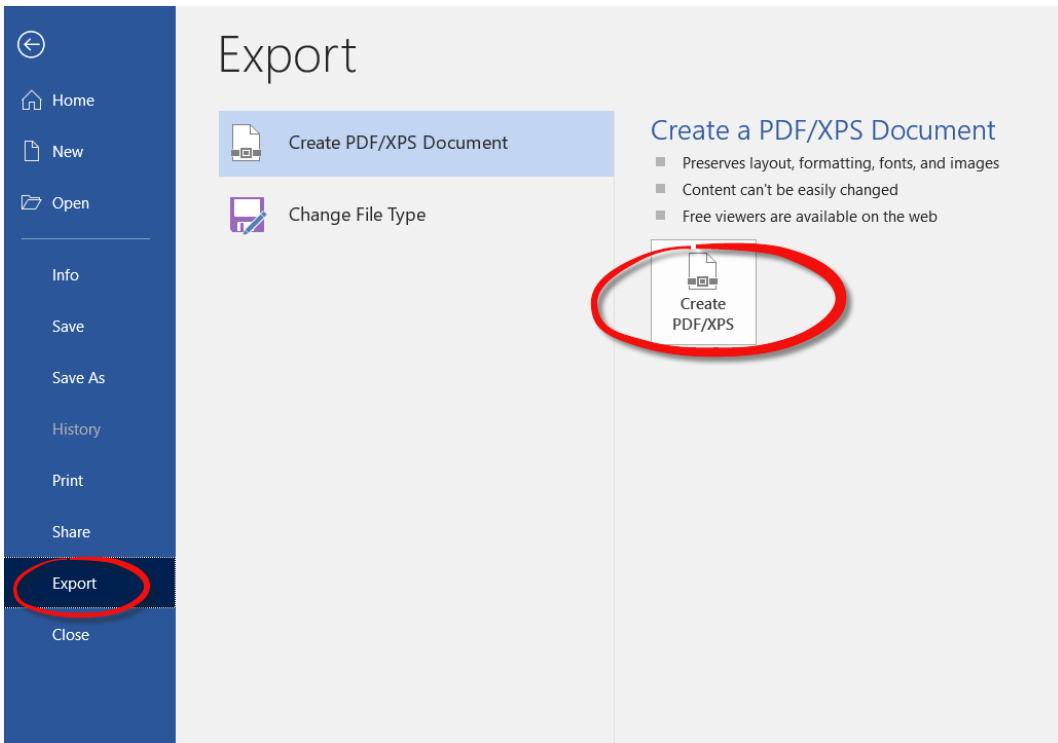 Export
Home
New
Open
Info
Save
Save As
History
Print
Share
Export
Close
Create PDF/XPS Document
Change File Type
Create a PDF/XPS Document
Preserves layout, formatting, fonts, and images
Content can't be easily changed
Free viewers are available on the web
Create
PDF/XPS